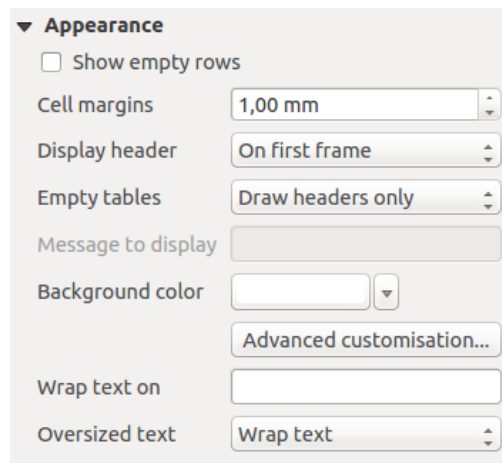 Appearance
Show empty rows
Cell margins 1,00 mm
Display header On first frame
Empty tables Draw headers only
Message to display
Background color
Advanced customisation...
Wrap text on
Oversized text Wrap text